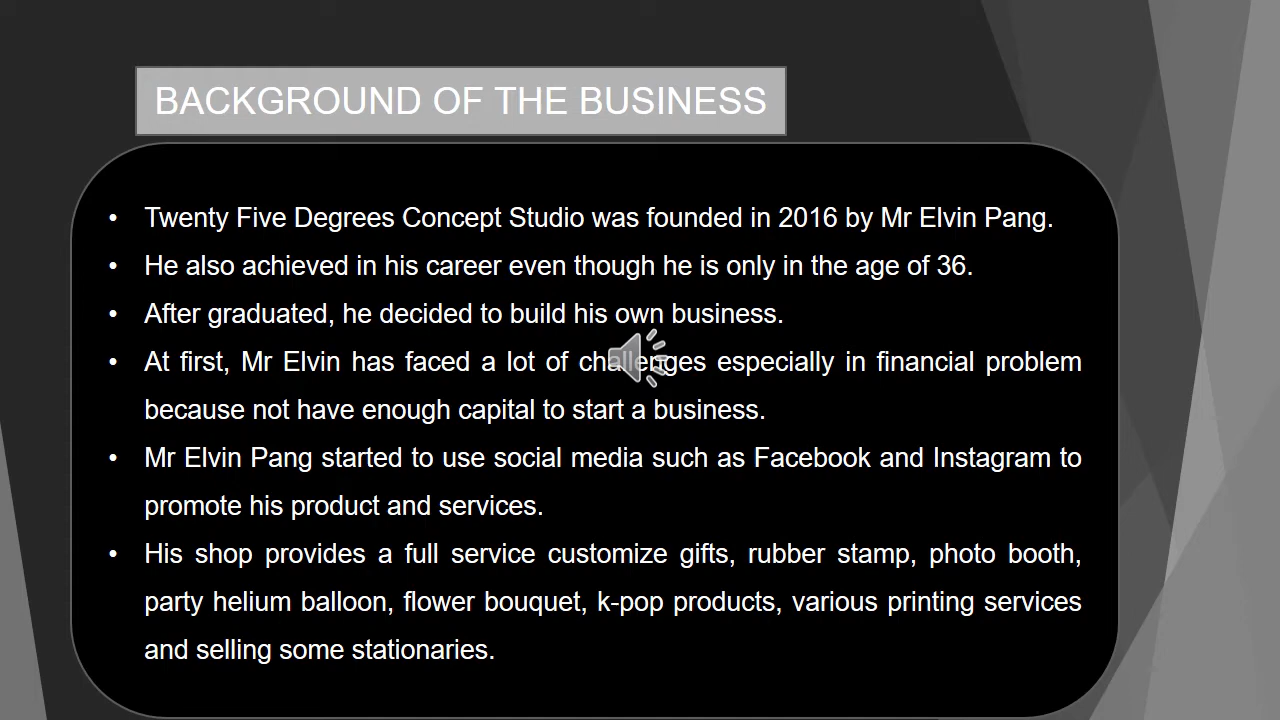 BACKGROUND OF THE BUSINESS
• Twenty Five Degrees Concept Studio was founded in 2016 by Mr Elvin Pang.
• He also achieved in his career even though he is only in the age of 36.
• After graduated, he decided to build his own business.
• At first, Mr Elvin has faced a lot of challenges especially in financial problem
because not have enough capital to start a business.
• Mr Elvin Pang started to use social media such as Facebook and Instagram to
promote his product and services.
• His shop provides a full service customize gifts, rubber stamp, photo booth,
party helium balloon, flower bouquet, k-pop products, various printing services
and selling some stationaries.